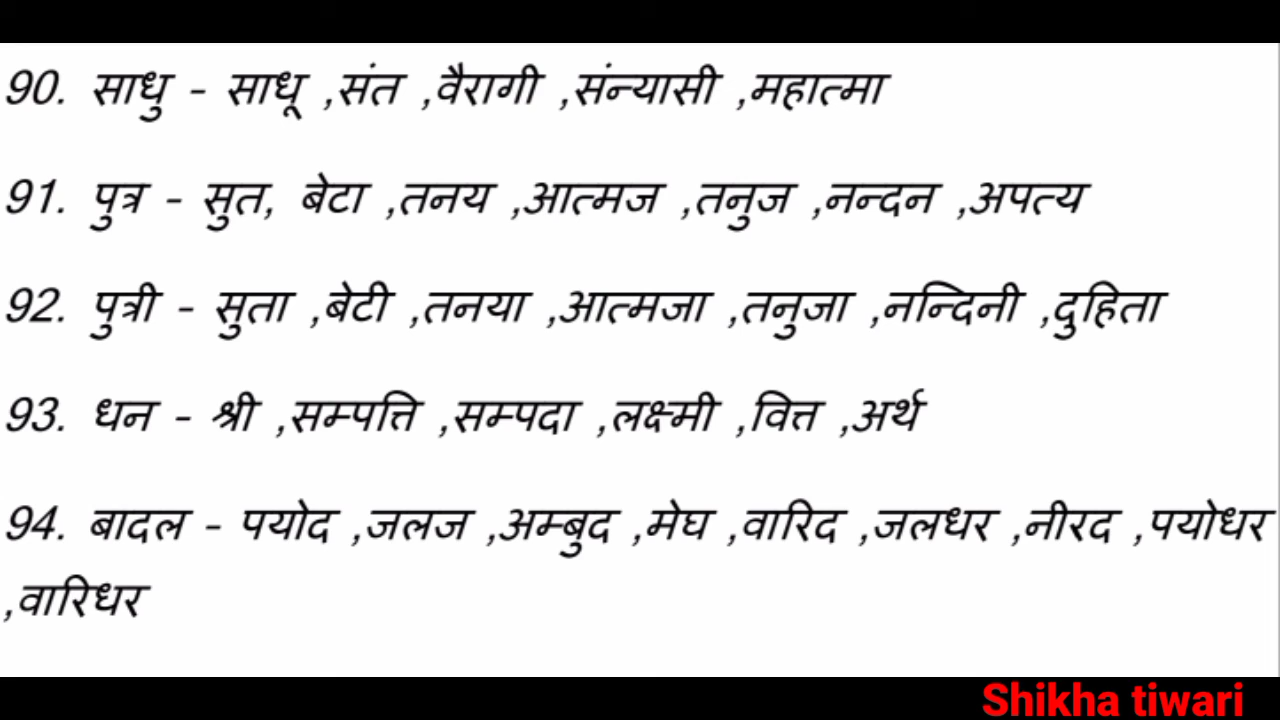 90. साधु - साधू ,संत ,वैरागी ,संन्यासी ,महात्मा
91. पुत्र - सुत, बेटा ,तनय ,आत्मज ,तनुज ,नन्दन ,अपत्य
92. पुत्री - सुता ,बेटी ,तनया ,आत्मजा ,तनुजा ,नन्दिनी ,दुहिता
93. धन - श्री ,सम्पत्ति ,सम्पदा ,लक्ष्मी ,वित्त ,अर्थ
94. बादल - पयोद ,जलज ,अम्बुद ,मेघ ,वारिद ,जलधर ,नीरद ,पयोधर
,वारिधर
Shikha tiwari